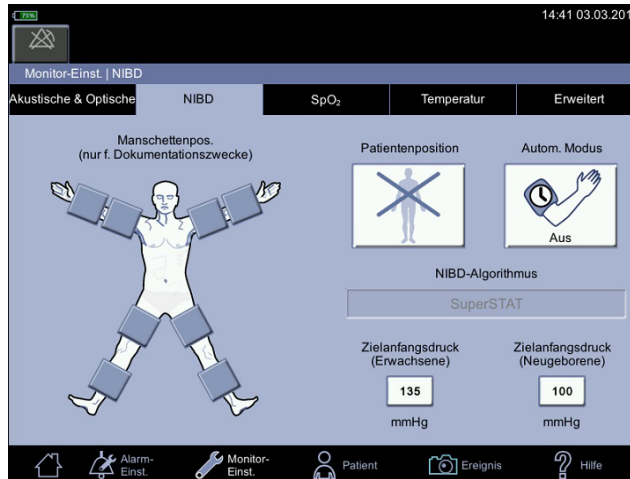 75%
14:41 03.03.201
Monitor-Einst. | NIBD
Akustische & Optische
NIBD
SpO₂
Temperatur
Erweitert
Manschettenpos.
(nur f. Dokumentationszwecke)
Patientenposition
Autom. Modus
Aus
NIBD-Algorithmus
SuperSTAT
Zielanfangsdruck
(Erwachsene)
Zielanfangsdruck
(Neugeborene)
135
100
mmHg
mmHg
Alarm-
Einst.
Monitor-
Einst.
Patient
Ereignis
Hilfe